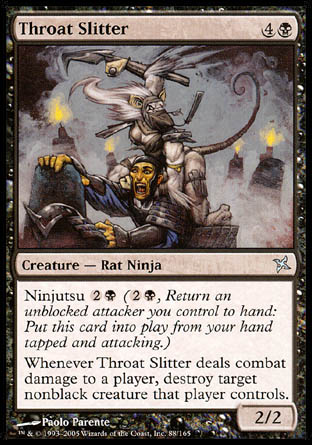 Throat Slitter 4
Creature — Rat Ninja
Ninjutsu 2 (2, Return an
unblocked attacker you control to hand:
Put this card into play from your hand
tapped and attacking.)
Whenever Throat Slitter deals combat
damage to a player, destroy target
nonblack creature that player controls.
Paolo Parente
™ & © 1993–2005 Wizards of the Coast, Inc. 88/165
2/2